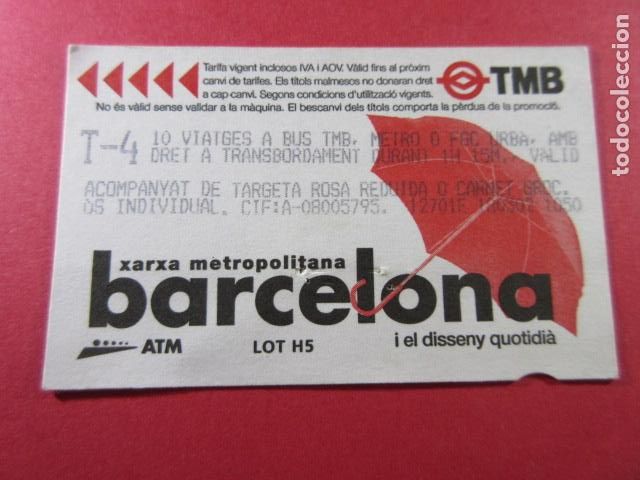 Tarifa vigent inclosos IVA i AOV. Vàlid fins al pròxim
canvi de tarifes. Els títols malmesos no donaran dret
a cap canvi. Segons condicions d'utilització vigents.
No és vàlid sense validar a la màquina. El bescanvi dels títols comporta la pèrdua de la promoció.
TMB
T-4
10 VIATGES A BUS TMB, METRO O FGC URBA, AMB
DRET A TRANSBORDAMENT DURANT 1H 15M. VALID
ACOMPANYAT DE TARGETA ROSA REDUIDA O CARNET GROC.
US INDIVIDUAL. CIF:A-08005795. 1050
xarxa metropolitana
barcelona
i el disseny quotidià
ATM
LOT H5
todocoleccion